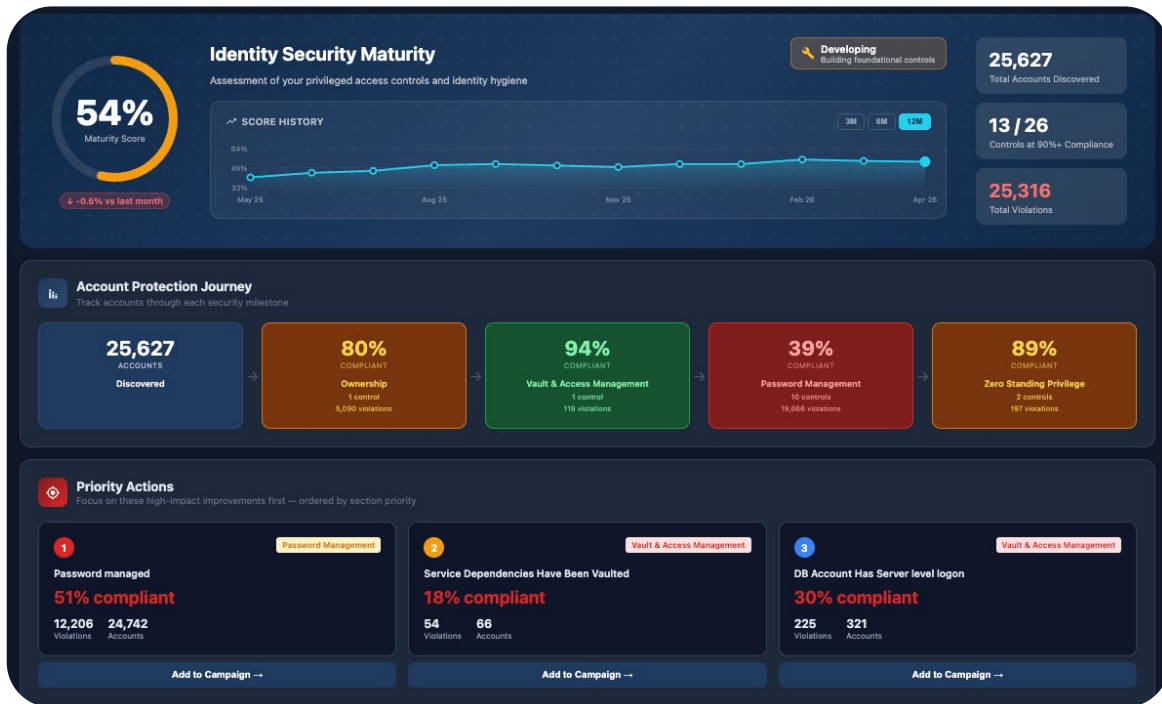 54%
Maturity Score
↓ -0.6% vs last month
Identity Security Maturity
Assessment of your privileged access controls and identity hygiene
Developing
Building foundational controls
SCORE HISTORY
3M 6M 12M
64%
49%
33%
May 25 Aug 25 Nov 25 Feb 26 Apr 26
25,627
Total Accounts Discovered
13 / 26
Controls at 90%+ Compliance
25,316
Total Violations
Account Protection Journey
Track accounts through each security milestone
25,627
ACCOUNTS
Discovered
→
80%
COMPLIANT
Ownership
1 control
5,090 violations
→
94%
COMPLIANT
Vault & Access Management
1 control
119 violations
→
39%
COMPLIANT
Password Management
10 controls
19,666 violations
→
89%
COMPLIANT
Zero Standing Privilege
2 controls
197 violations
Priority Actions
Focus on these high-impact improvements first — ordered by section priority
1 Password Management
Password managed
51% compliant
12,206 24,742
Violations Accounts
Add to Campaign →
2 Vault & Access Management
Service Dependencies Have Been Vaulted
18% compliant
54 66
Violations Accounts
Add to Campaign →
3 Vault & Access Management
DB Account Has Server level logon
30% compliant
225 321
Violations Accounts
Add to Campaign →